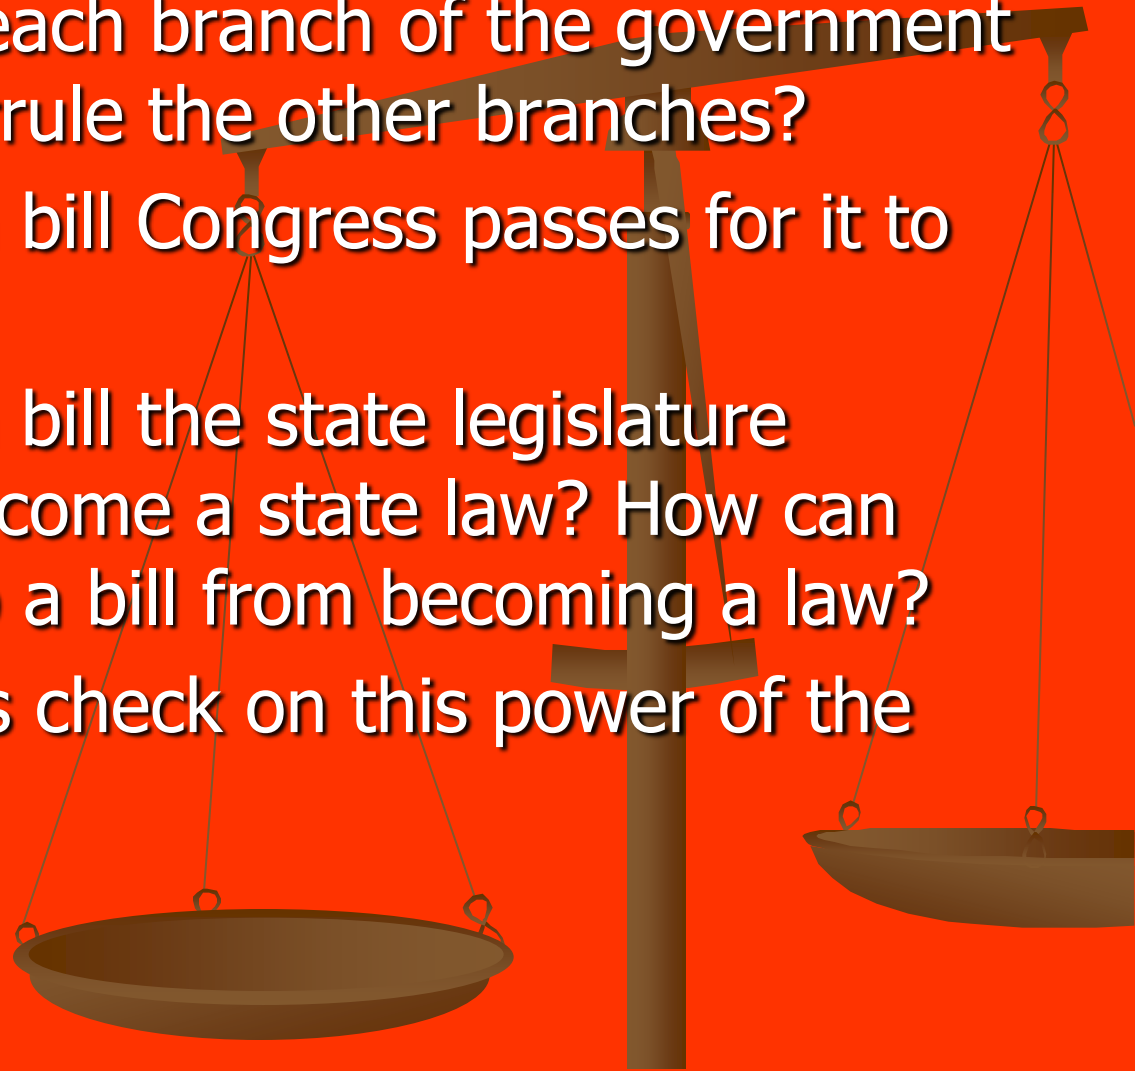 each branch of the government
rule the other branches?
bill Congress passes for it to
bill the state legislature
come a state law? How can
a bill from becoming a law?
s check on this power of the